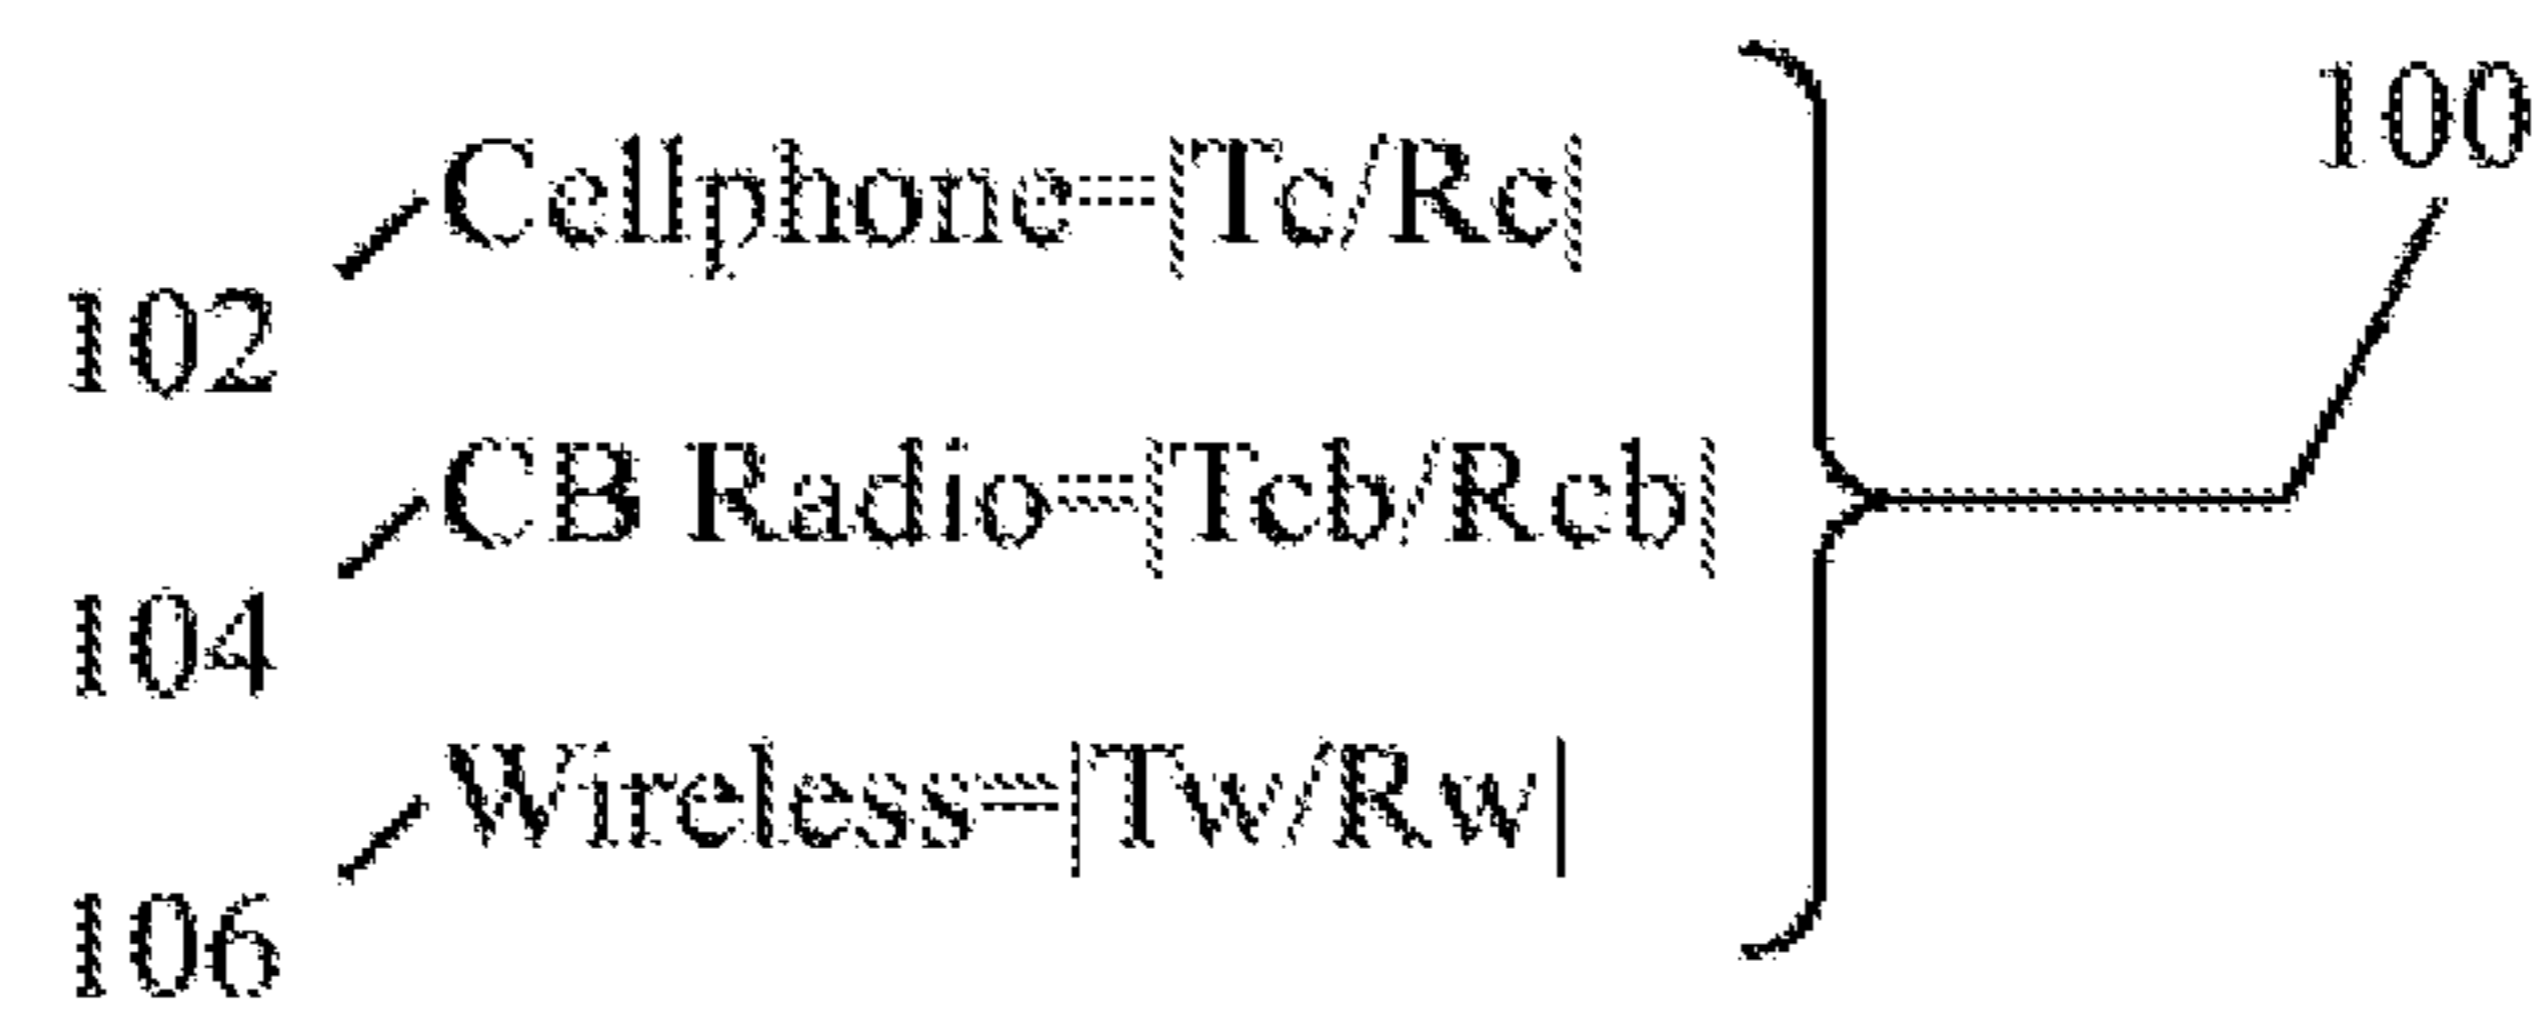 100
Cellphone=|Tc/Rc|
102
CB Radio=|Tcb/Rcb|
104
Wireless=|Tw/Rw|
106